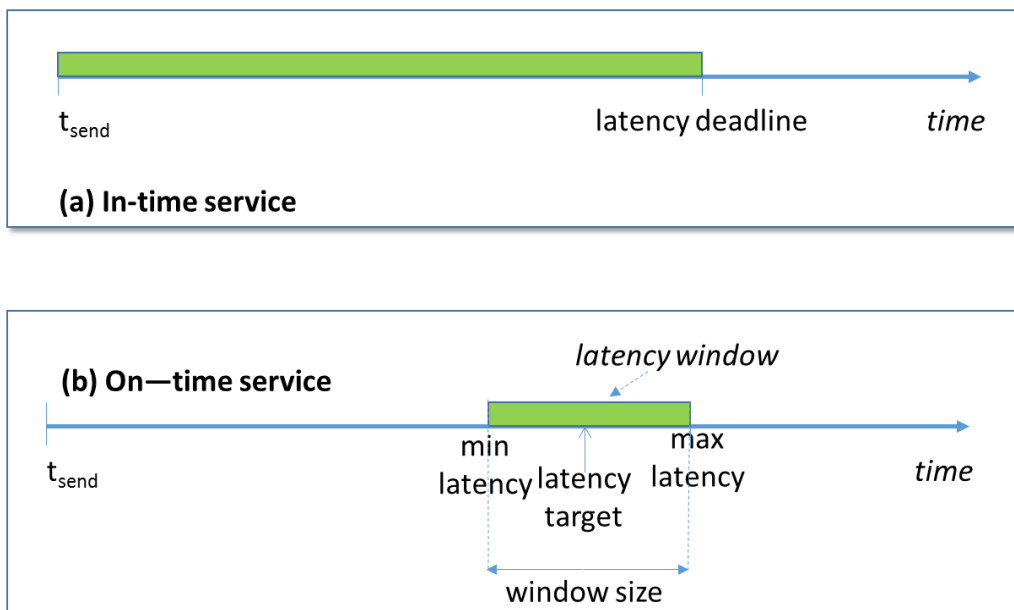 t_send
latency deadline
time
(a) In-time service
latency window
(b) On—time service
min
latency
latency
target
max
latency
t_send
time
window size